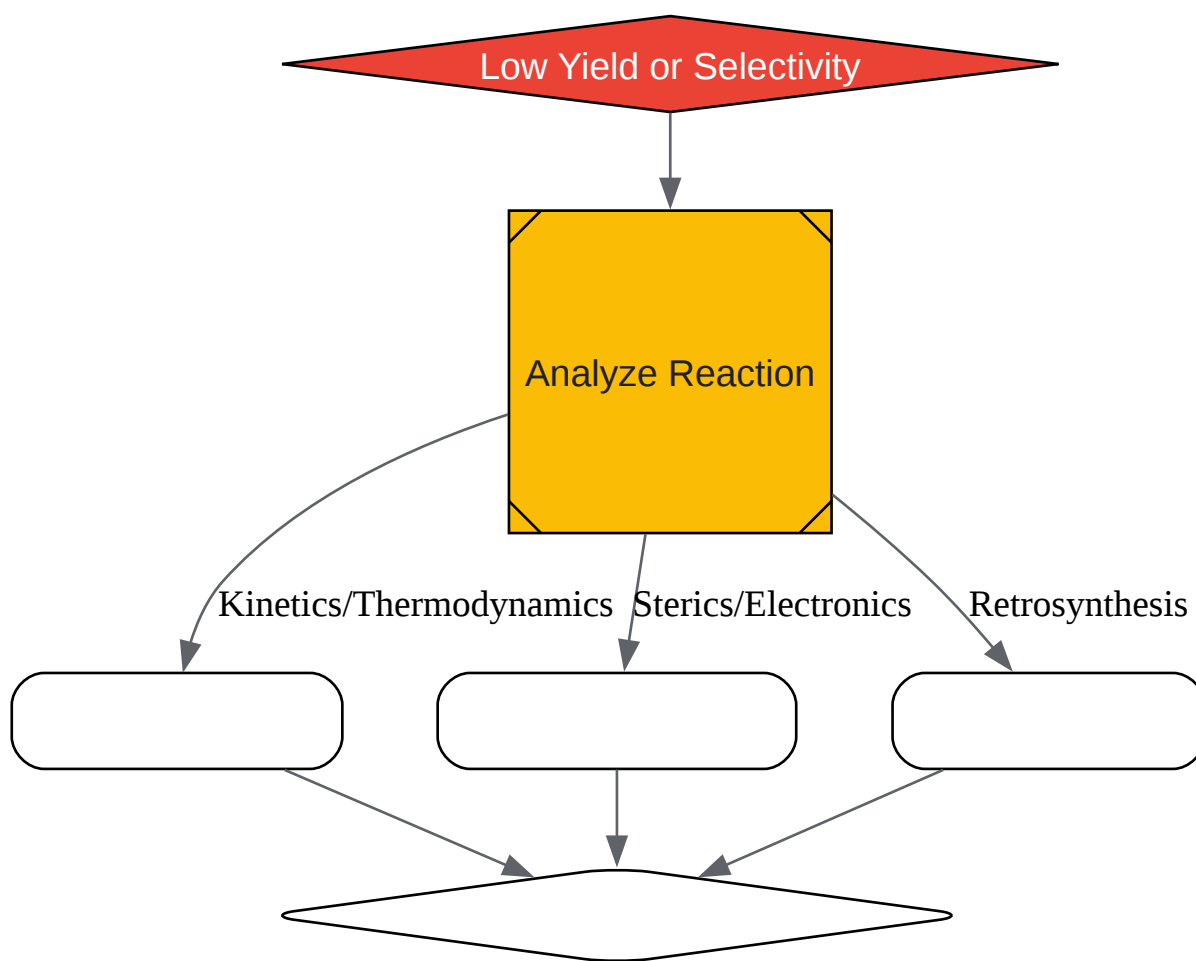 Low Yield or Selectivity
Analyze Reaction
Kinetics/Thermodynamics
Sterics/Electronics
Retrosynthesis